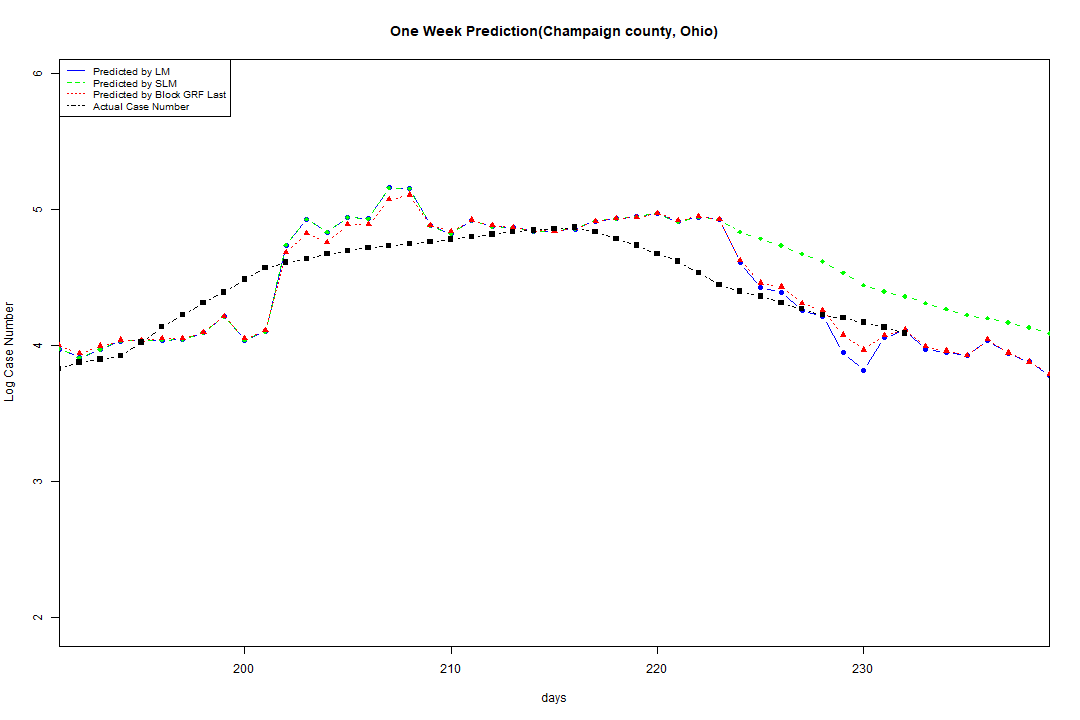 One Week Prediction(Champaign county, Ohio)
Predicted by LM
Predicted by SLM
Predicted by Block GRF Last
Actual Case Number
6
5
4
3
2
Log Case Number
200 210 220 230
days